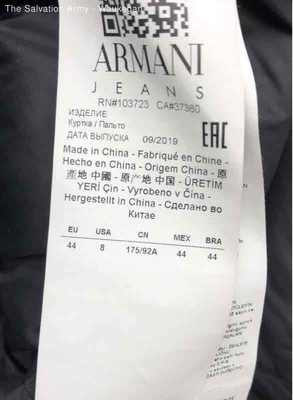 The Salvation Army - Waukegan
ARMANI
JEANS
RN#103723 CA#37360
ИЗДЕЛИЕ
Куртка / Пальто
ДАТА ВЫПУСКА 09/2019
EAC
Made in China - Fabriqué en Chine -
Hecho en China - Origem China - 原
產地 中國 - 原产地 中国 - ÜRETİM
YERİ Çin - Vyrobeno v Čína -
Hergestellt in China - Сделано во
Китае
EU USA CN MEX BRA
44 8 175/92A 44 44